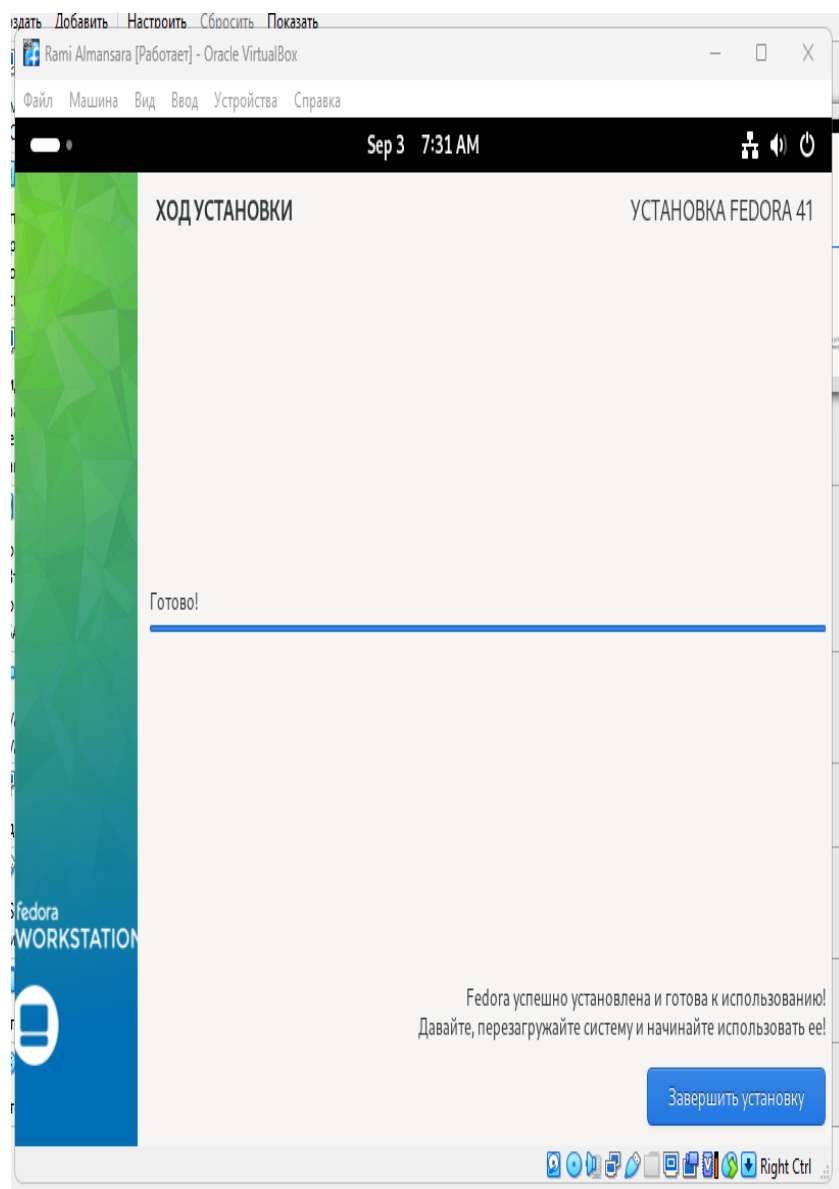 Добавить Настроить Сбросить Показать
Rami Almansara [Работает] - Oracle VirtualBox
Файл Машина Вид Ввод Устройства Справка
Sep 3 7:31 AM
ХОД УСТАНОВКИ
УСТАНОВКА FEDORA 41
Готово!
fedora
WORKSTATION
Fedora успешно установлена и готова к использованию!
Давайте, перезагружайте систему и начинайте использовать ее!
Завершить установку
Right Ctrl